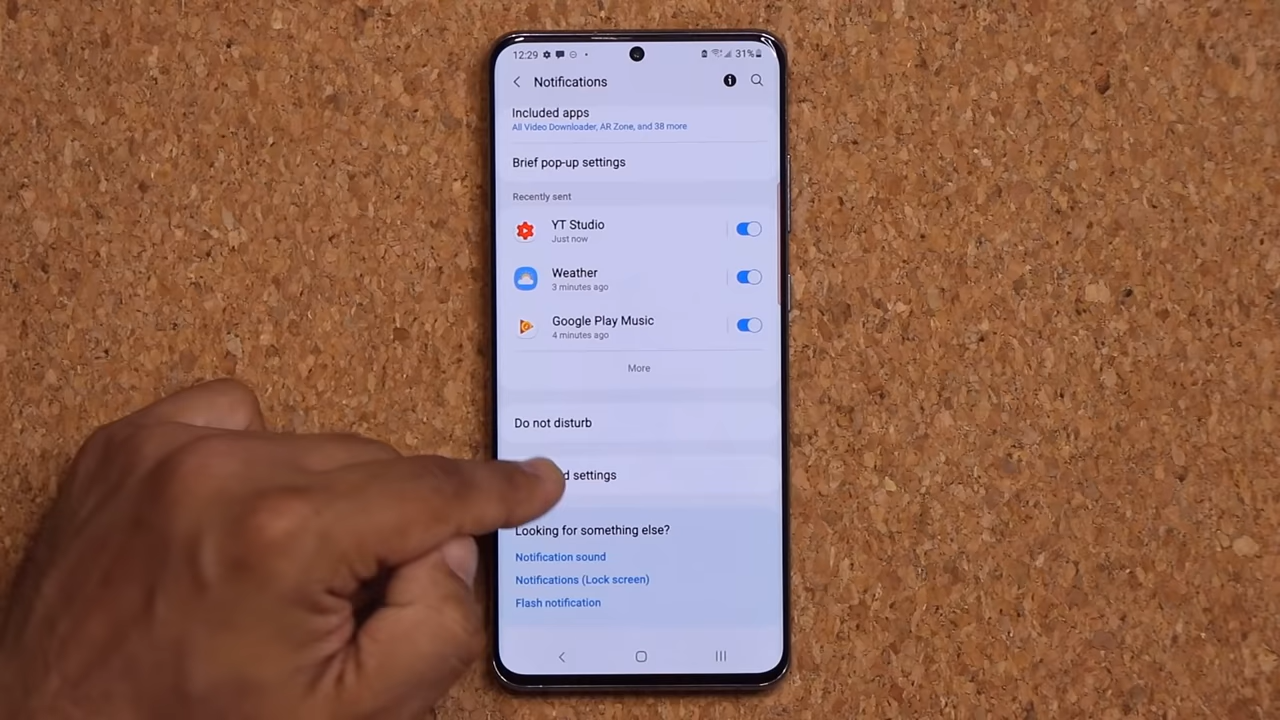 12:29 31%
Notifications
Included apps
All Video Downloader, AR Zone, and 38 more
Brief pop-up settings
Recently sent
YT Studio
Just now
Weather
3 minutes ago
Google Play Music
4 minutes ago
More
Do not disturb
settings
Looking for something else?
Notification sound
Notifications (Lock screen)
Flash notification